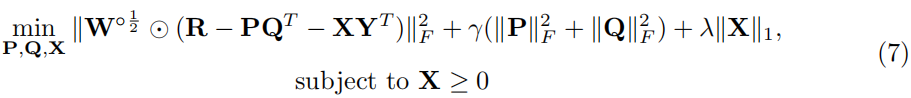 min_{P,Q,X} ‖W^{∘1/2} ⊙ (R − PQ^T − XY^T)‖_F^2 + γ(‖P‖_F^2 + ‖Q‖_F^2) + λ‖X‖_1, (7)
subject to X ≥ 0